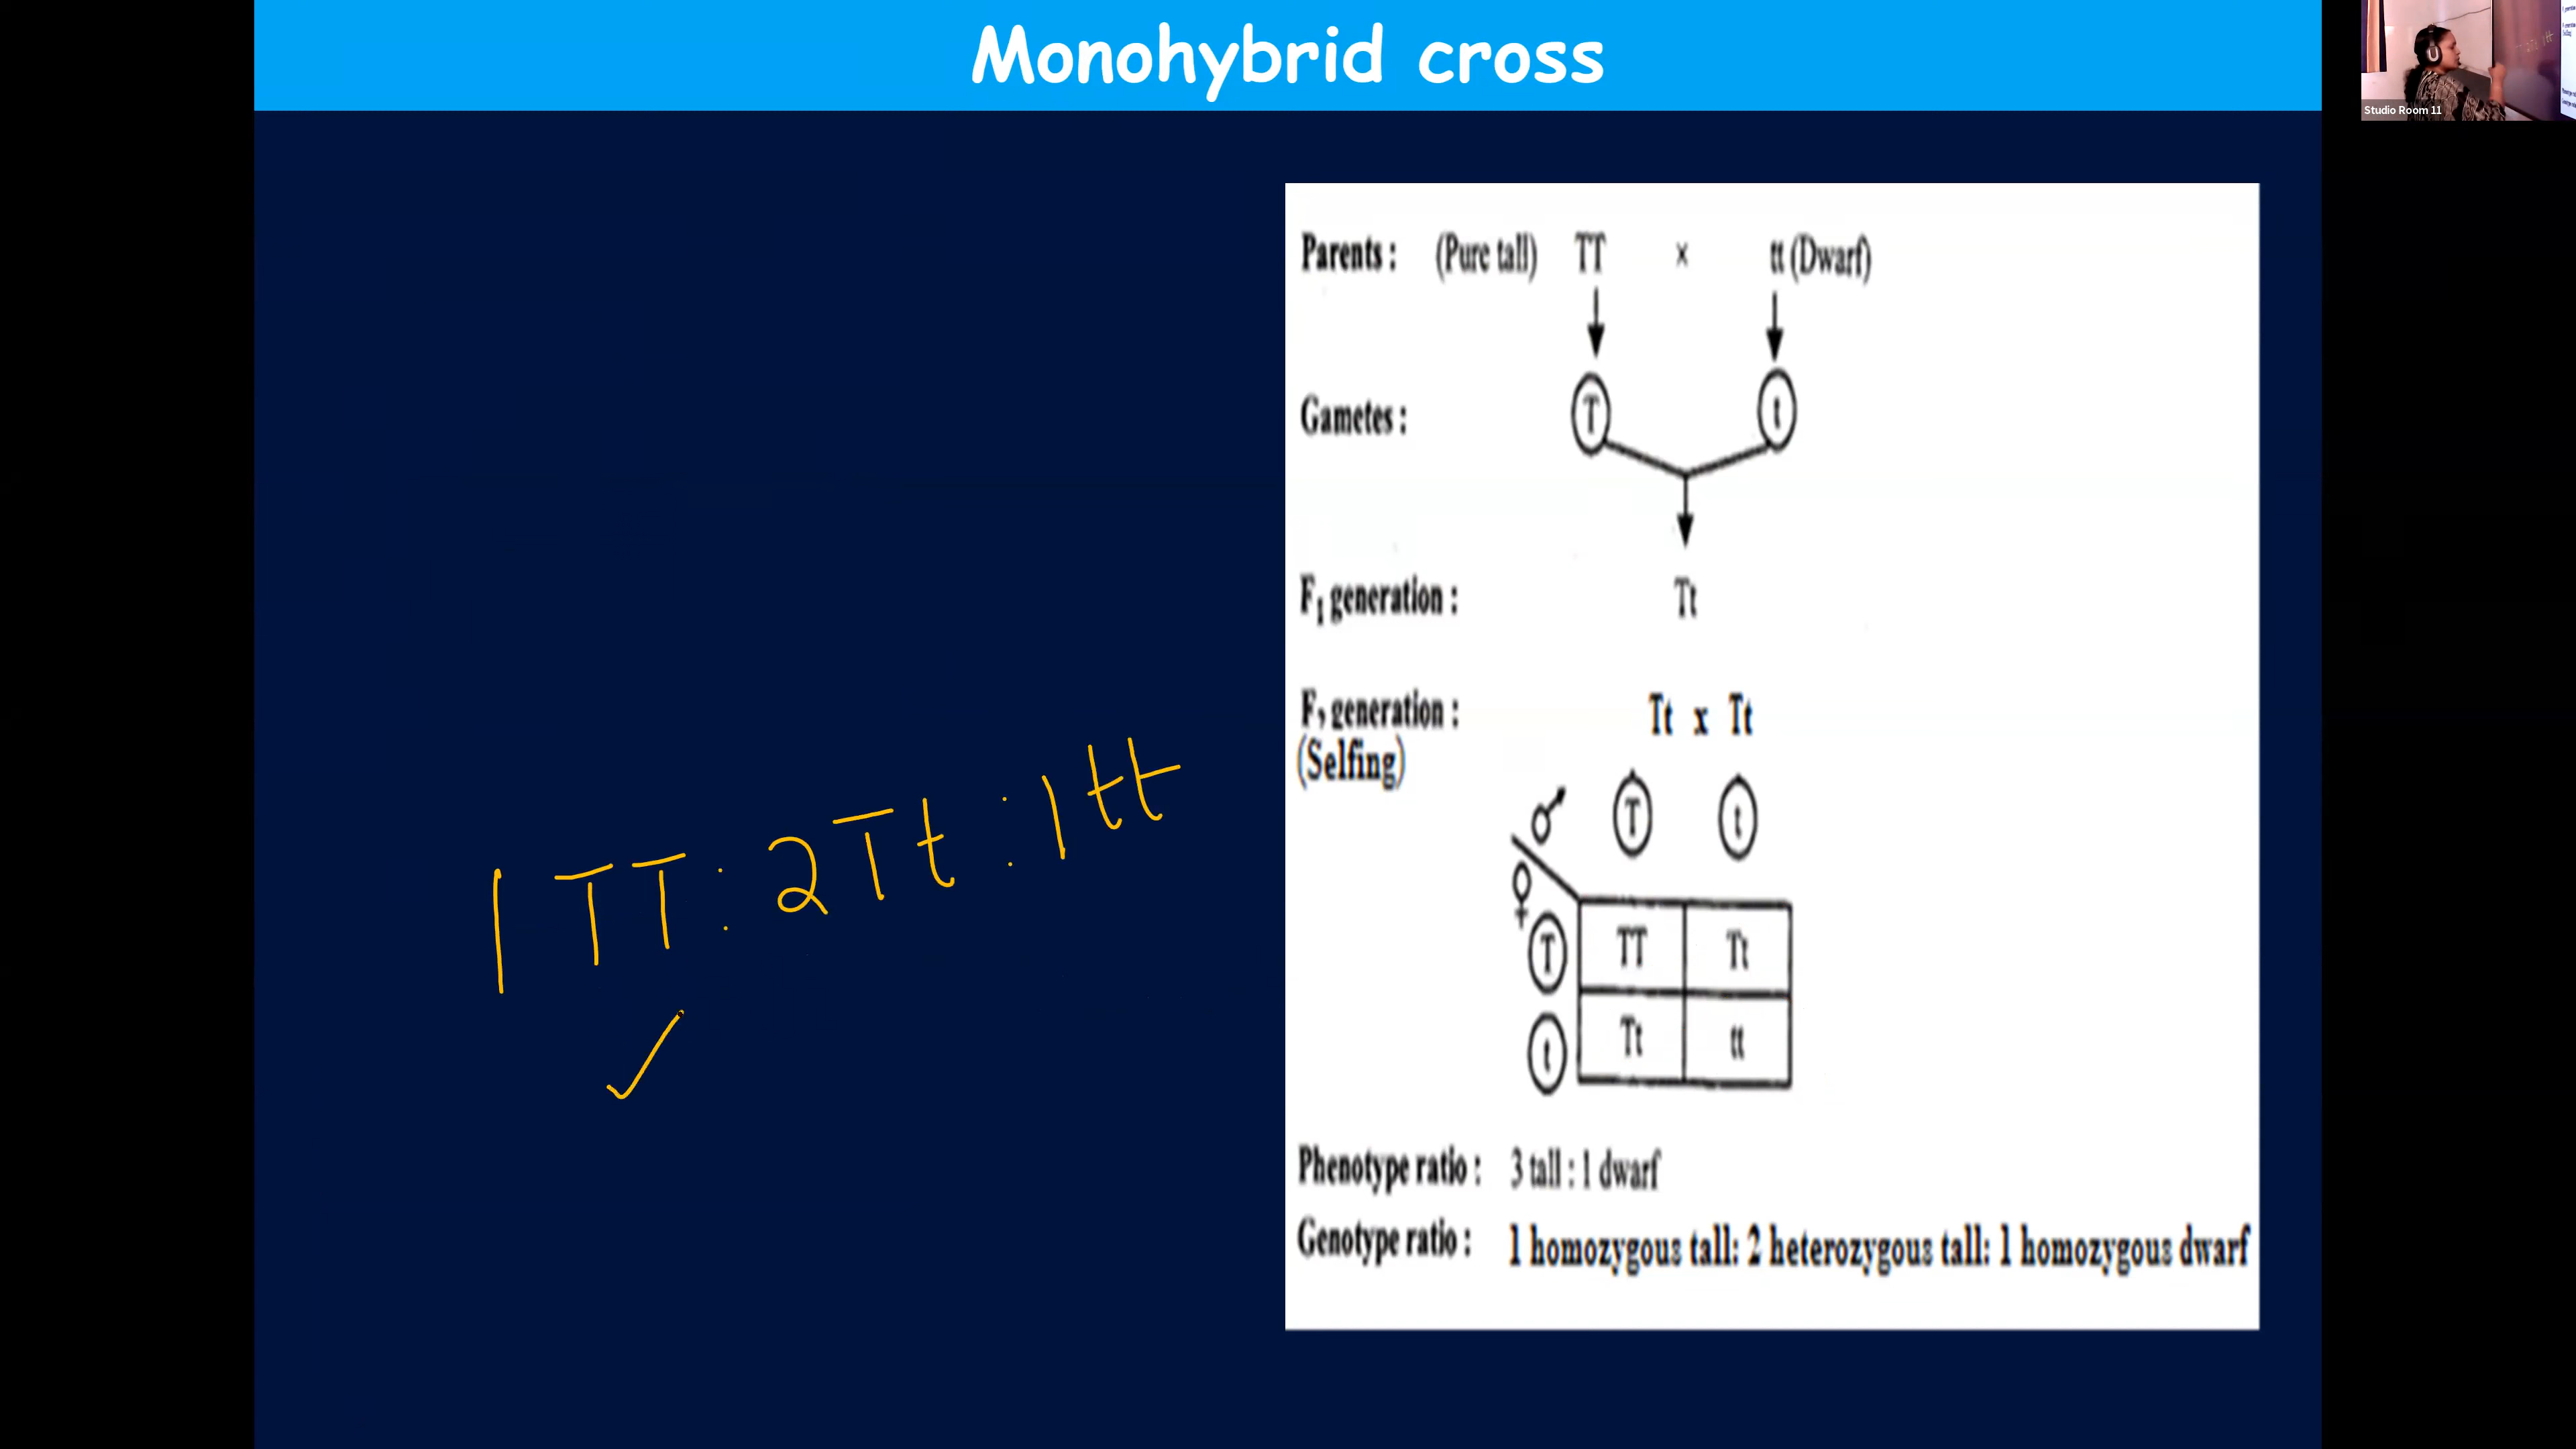 Monohybrid cross
Studio Room 11
1 TT : 2Tt : 1tt
Parents : (Pure tall) TT × tt (Dwarf)
Gametes : T t
F₁ generation : Tt
F₂ generation : Tt x Tt
(Selfing)
♂ T t
♀
T TT Tt
t Tt tt
Phenotype ratio : 3 tall : 1 dwarf
Genotype ratio : 1 homozygous tall: 2 heterozygous tall: 1 homozygous dwarf